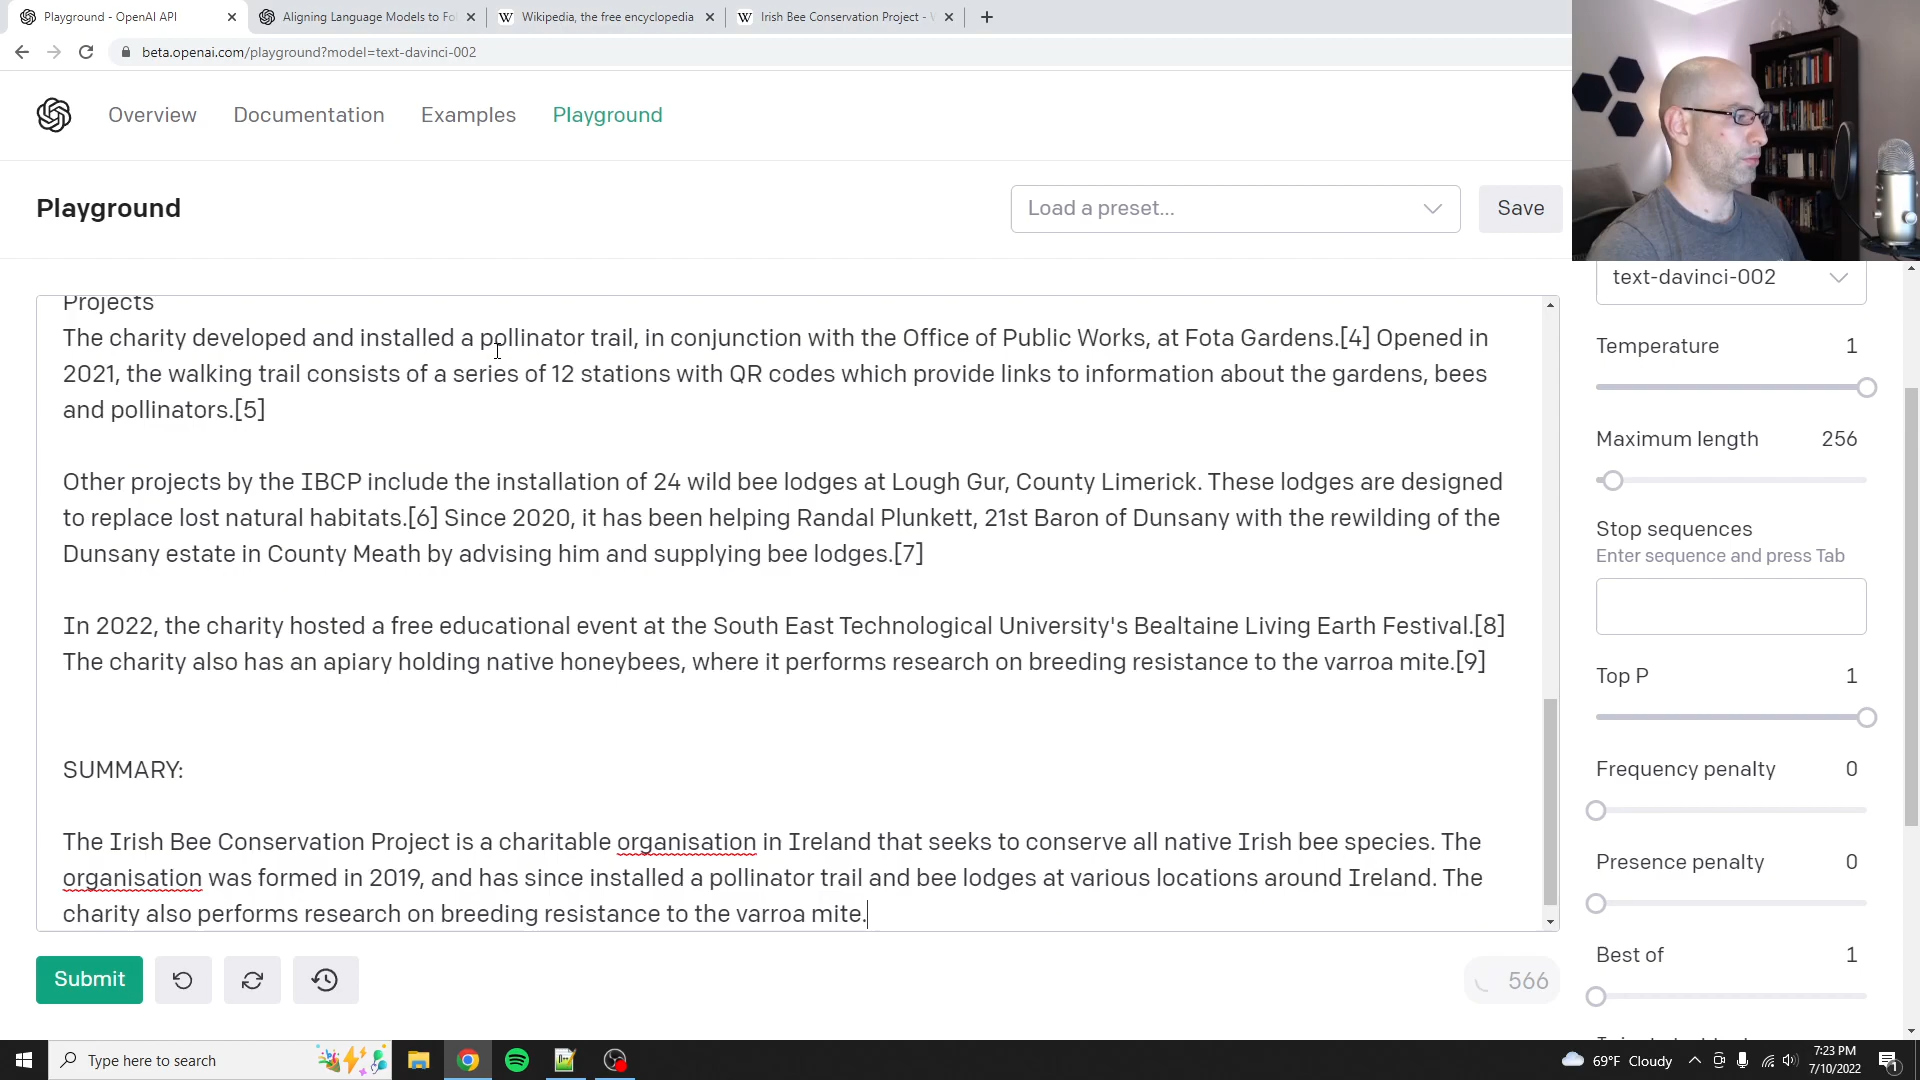 Playground - OpenAI API
Aligning Language Models to Fo
Wikipedia, the free encyclopedia
Irish Bee Conservation Project -
beta.openai.com/playground?model=text-davinci-002
Overview
Documentation
Examples
Playground
Playground
Load a preset...
Save
Projects
The charity developed and installed a pollinator trail, in conjunction with the Office of Public Works, at Fota Gardens.[4] Opened in
2021, the walking trail consists of a series of 12 stations with QR codes which provide links to information about the gardens, bees
and pollinators.[5]
Other projects by the IBCP include the installation of 24 wild bee lodges at Lough Gur, County Limerick. These lodges are designed
to replace lost natural habitats.[6] Since 2020, it has been helping Randal Plunkett, 21st Baron of Dunsany with the rewilding of the
Dunsany estate in County Meath by advising him and supplying bee lodges.[7]
In 2022, the charity hosted a free educational event at the South East Technological University's Bealtaine Living Earth Festival.[8]
The charity also has an apiary holding native honeybees, where it performs research on breeding resistance to the varroa mite.[9]
SUMMARY:
The Irish Bee Conservation Project is a charitable organisation in Ireland that seeks to conserve all native Irish bee species. The
organisation was formed in 2019, and has since installed a pollinator trail and bee lodges at various locations around Ireland. The
charity also performs research on breeding resistance to the varroa mite.
Submit
566
text-davinci-002
Temperature 1
Maximum length 256
Stop sequences
Enter sequence and press Tab
Top P 1
Frequency penalty 0
Presence penalty 0
Best of 1
Type here to search
69°F Cloudy
7:23 PM
7/10/2022
1